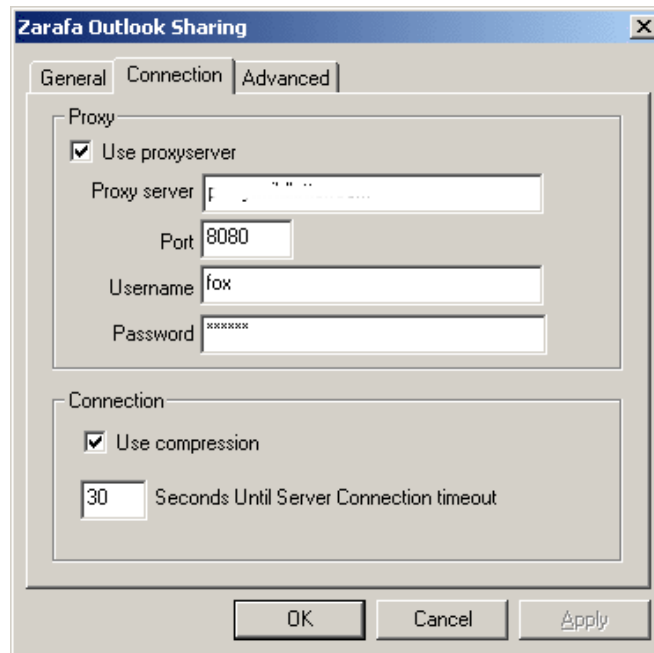 Zarafa Outlook Sharing
General Connection Advanced
Proxy
Use proxyserver
Proxy server
Port 8080
Username fox
Password ******
Connection
Use compression
30 Seconds Until Server Connection timeout
OK Cancel Apply